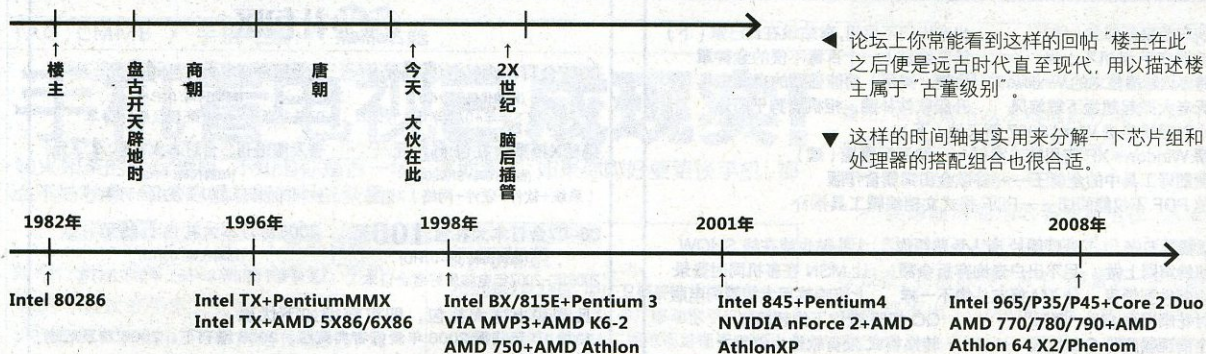 楼主
盘古开天辟地时
商朝
唐朝
今天 大伙在此
2X世纪 脑后插管
◀ 论坛上你常能看到这样的回帖“楼主在此”,
之后便是远古时代直至现代,用以描述楼
主属于“古董级别”。
▼ 这样的时间轴其实用来分解一下芯片组和
处理器的搭配组合也很合适。
1982年
1996年
1998年
2001年
2008年
Intel 80286
Intel TX+PentiumMMX
Intel TX+AMD 5X86/6X86
Intel BX/815E+Pentium 3
VIA MVP3+AMD K6-2
AMD 750+AMD Athlon
Intel 845+Pentium4
NVIDIA nForce 2+AMD
AthlonXP
Intel 965/P35/P45+Core 2 Duo
AMD 770/780/790+AMD
Athlon 64 X2/Phenom